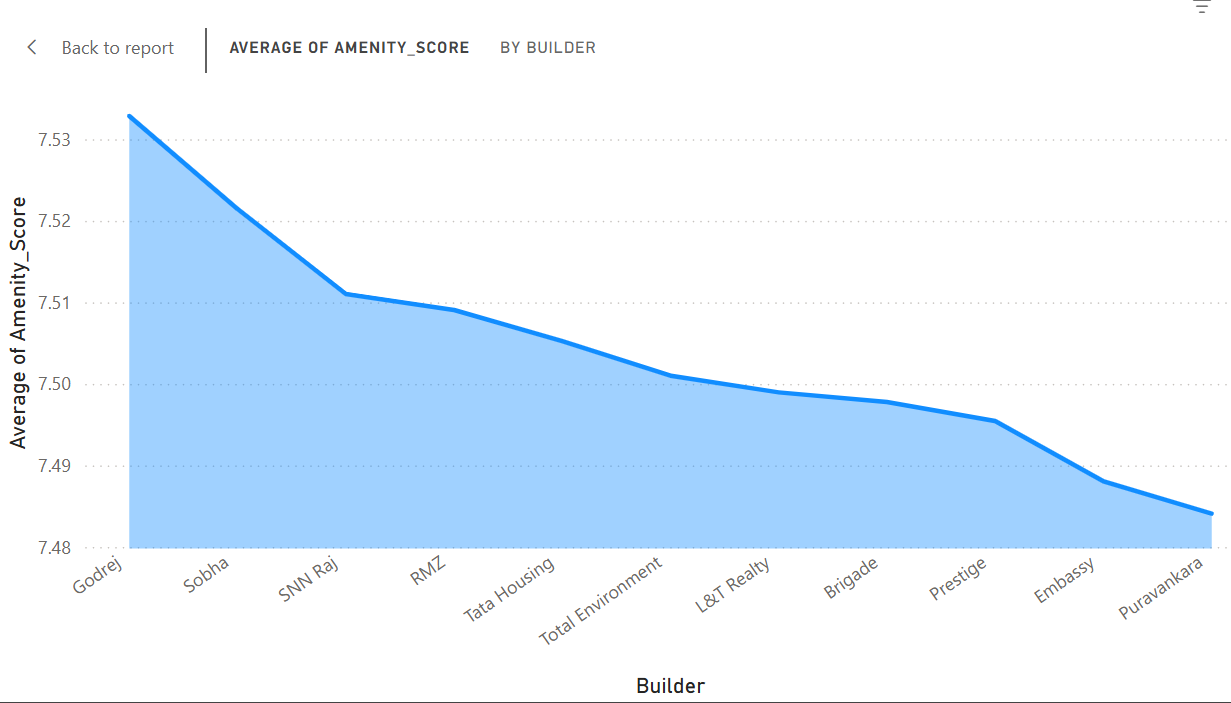 Back to report
AVERAGE OF AMENITY_SCORE BY BUILDER
Average of Amenity_Score
7.53
7.52
7.51
7.50
7.49
7.48
Godrej
Sobha
SNN Raj
RMZ
Tata Housing
Total Environment
L&T Realty
Brigade
Prestige
Embassy
Puravankara
Builder